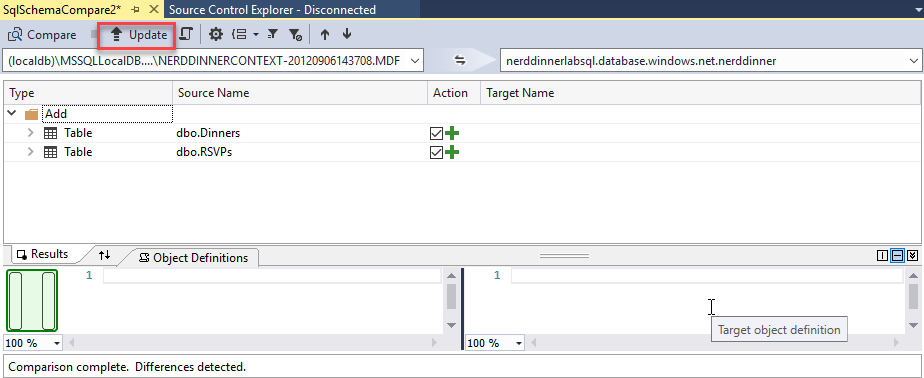 SqlSchemaCompare2* Source Control Explorer - Disconnected
Compare Update
(localdb)\MSSQLLocalDB....\NERDDINNERCONTEXT-20120906143708.MDF nerddinnerlabsql.database.windows.net.nerddinner
Type Source Name Action Target Name
Add
Table dbo.Dinners
Table dbo.RSVPs
Results Object Definitions
1 1
Target object definition
100 % 100 %
Comparison complete. Differences detected.